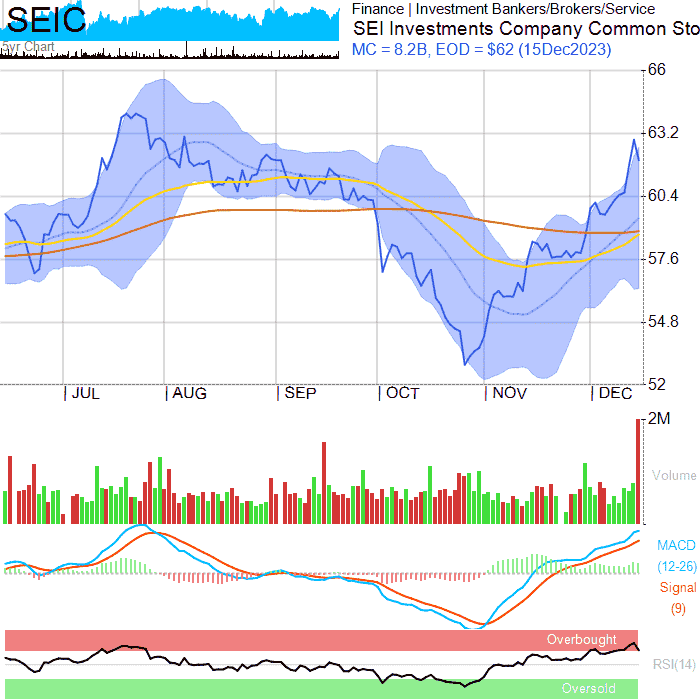 SEIC
5yr Chart
Finance | Investment Bankers/Brokers/Service
SEI Investments Company Common Sto
MC = 8.2B, EOD = $62 (15Dec2023)
66
63.2
60.4
57.6
54.8
52
JUL AUG SEP OCT NOV DEC
2M
Volume
MACD
(12-26)
Signal
(9)
Overbought
RSI(14)
Oversold